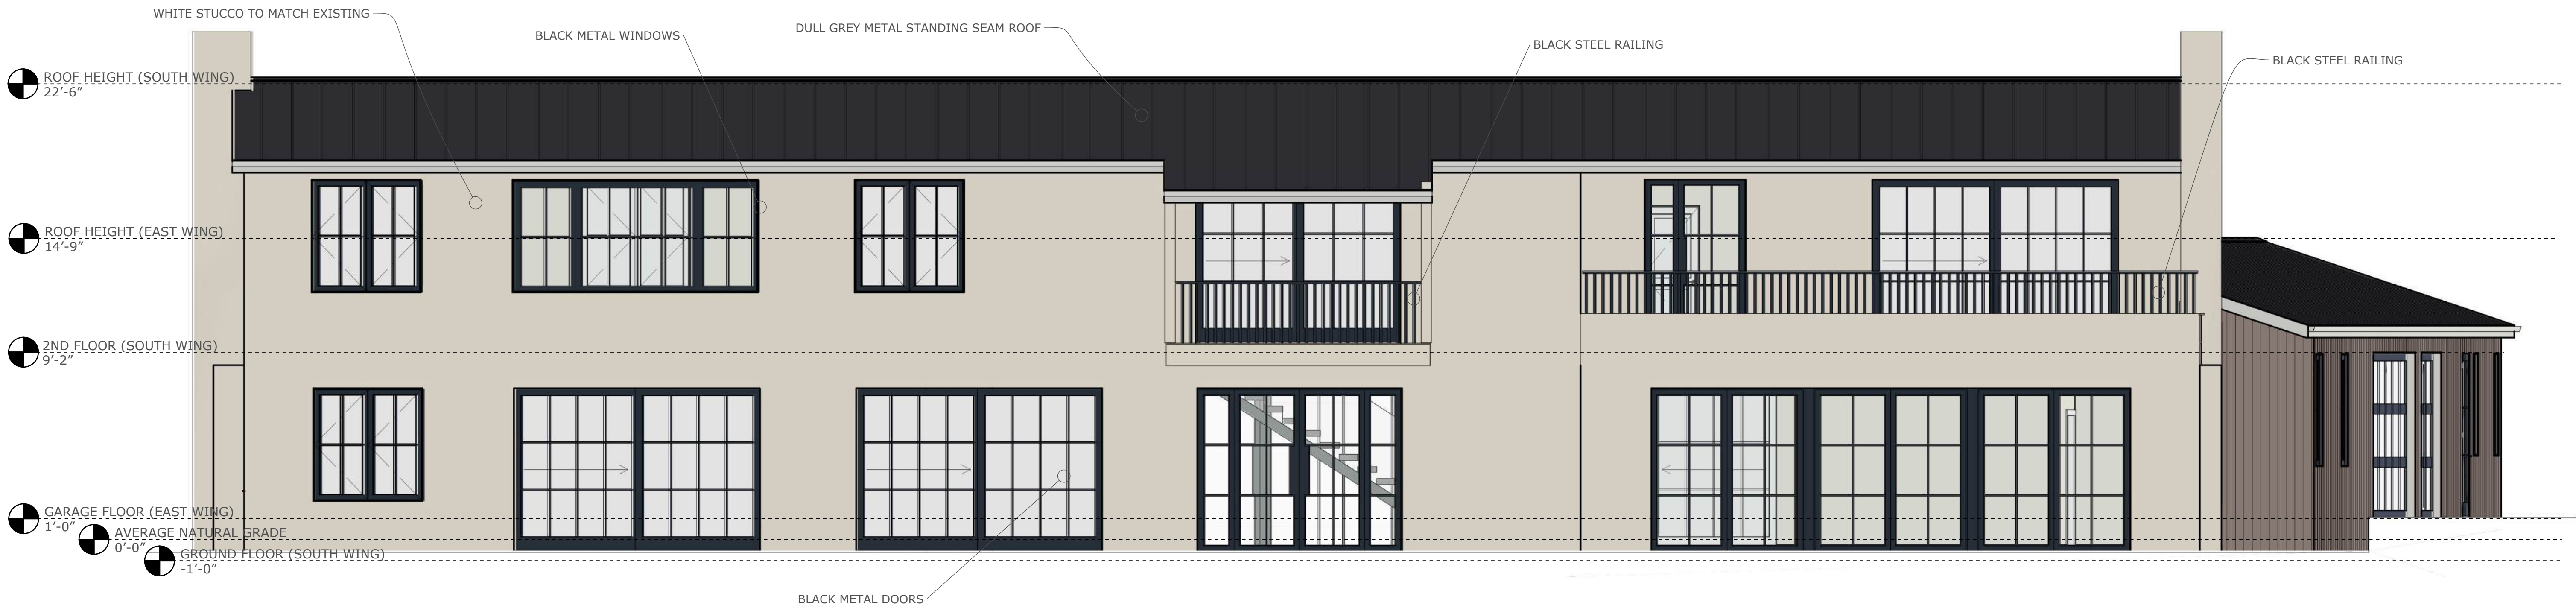 WHITE STUCCO TO MATCH EXISTING
BLACK METAL WINDOWS
DULL GREY METAL STANDING SEAM ROOF
BLACK STEEL RAILING
BLACK STEEL RAILING
ROOF HEIGHT (SOUTH WING)
22'-6"
ROOF HEIGHT (EAST WING)
14'-9"
2ND FLOOR (SOUTH WING)
9'-2"
GARAGE FLOOR (EAST WING)
1'-0"
AVERAGE NATURAL GRADE
0'-0"
GROUND FLOOR (SOUTH WING)
-1'-0"
BLACK METAL DOORS